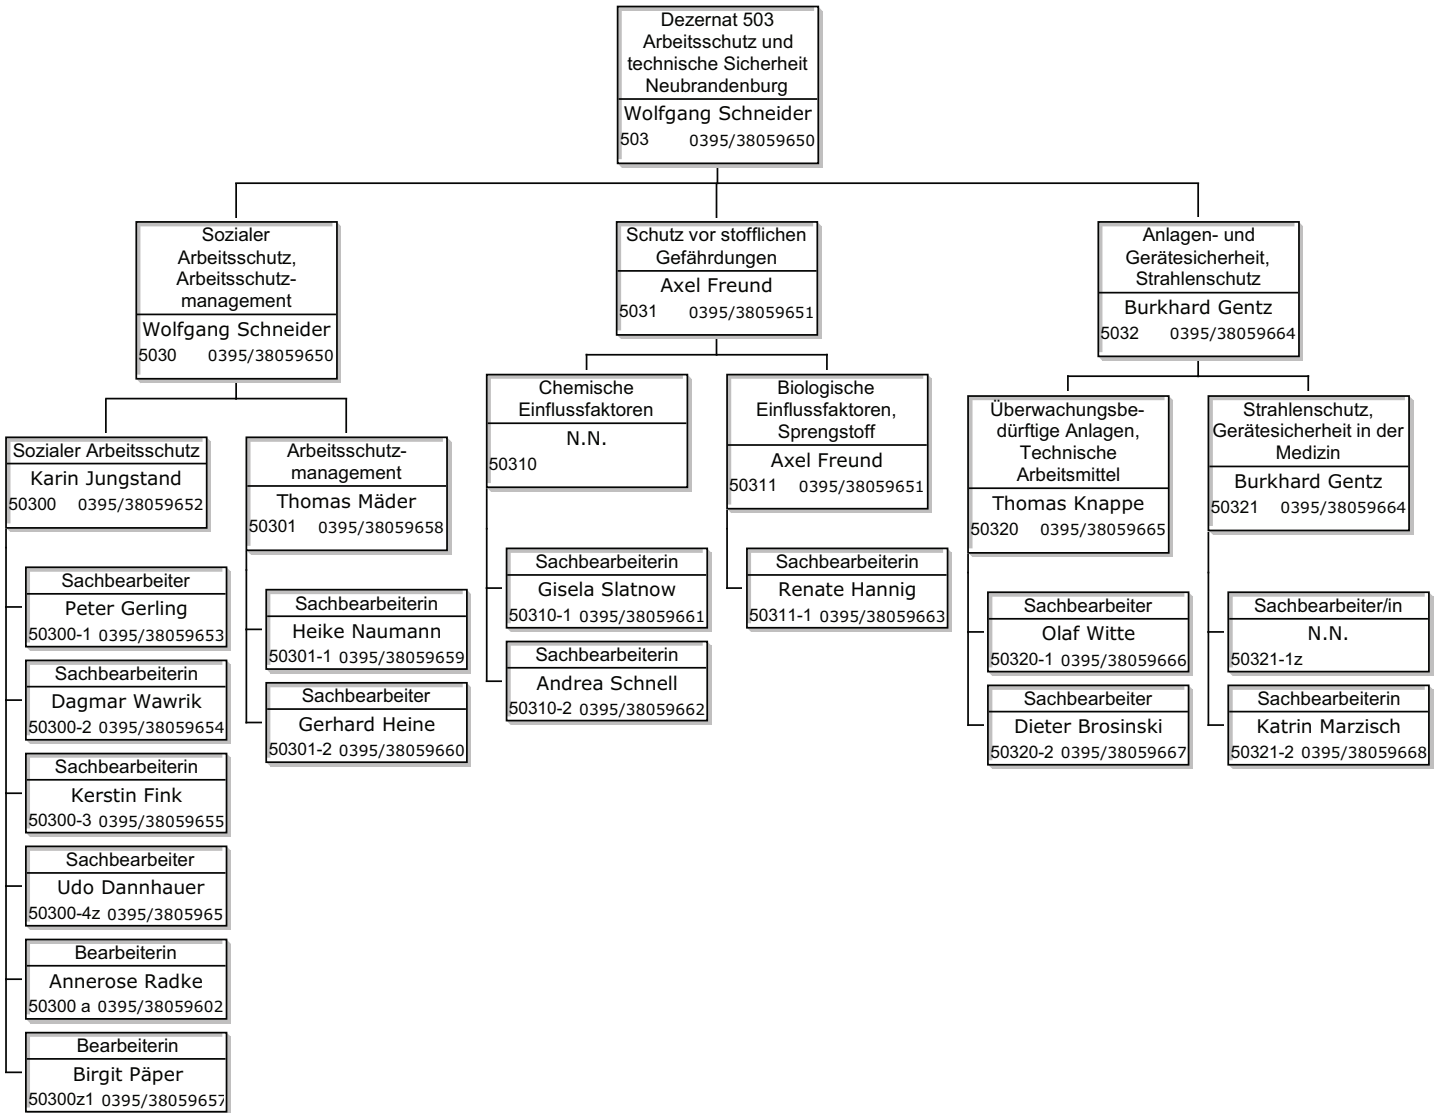 Dezernat 503
Arbeitsschutz und
technische Sicherheit
Neubrandenburg
Wolfgang Schneider
503 0395/38059650
Sozialer
Arbeitsschutz,
Arbeitsschutz-
management
Wolfgang Schneider
5030 0395/38059650
Schutz vor stofflichen
Gefährdungen
Axel Freund
5031 0395/38059651
Anlagen- und
Gerätesicherheit,
Strahlenschutz
Burkhard Gentz
5032 0395/38059664
Sozialer Arbeitsschutz
Karin Jungstand
50300 0395/38059652
Sachbearbeiter
Peter Gerling
50300-1 0395/38059653
Sachbearbeiterin
Dagmar Wawrik
50300-2 0395/38059654
Sachbearbeiterin
Kerstin Fink
50300-3 0395/38059655
Sachbearbeiter
Udo Dannhauer
50300-4z 0395/3805965
Bearbeiterin
Annerose Radke
50300 a 0395/38059602
Bearbeiterin
Birgit Päper
50300z1 0395/38059657
Arbeitsschutz-
management
Thomas Mäder
50301 0395/38059658
Sachbearbeiterin
Heike Naumann
50301-1 0395/38059659
Sachbearbeiter
Gerhard Heine
50301-2 0395/38059660
Chemische
Einflussfaktoren
N.N.
50310
Sachbearbeiterin
Gisela Slatnow
50310-1 0395/38059661
Sachbearbeiterin
Andrea Schnell
50310-2 0395/38059662
Biologische
Einflussfaktoren,
Sprengstoff
Axel Freund
50311 0395/38059651
Sachbearbeiterin
Renate Hannig
50311-1 0395/38059663
Überwachungsbe-
dürftige Anlagen,
Technische
Arbeitsmittel
Thomas Knappe
50320 0395/38059665
Sachbearbeiter
Olaf Witte
50320-1 0395/38059666
Sachbearbeiter
Dieter Brosinski
50320-2 0395/38059667
Strahlenschutz,
Gerätesicherheit in der
Medizin
Burkhard Gentz
50321 0395/38059664
Sachbearbeiter/in
N.N.
50321-1z
Sachbearbeiterin
Katrin Marzisch
50321-2 0395/38059668